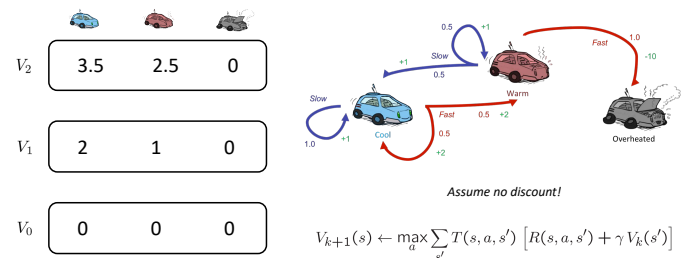 V₂ 3.5 2.5 0
V₁ 2 1 0
V₀ 0 0 0
0.5 +1
Fast 1.0
-10
+1 Slow
0.5
Warm
Slow
1.0 +1
Cool
Fast 0.5 +2
0.5
+2
Overheated
Assume no discount!
Vₖ₊₁(s) ← max Σ T(s, a, s′) [R(s, a, s′) + γ Vₖ(s′)]
a s′